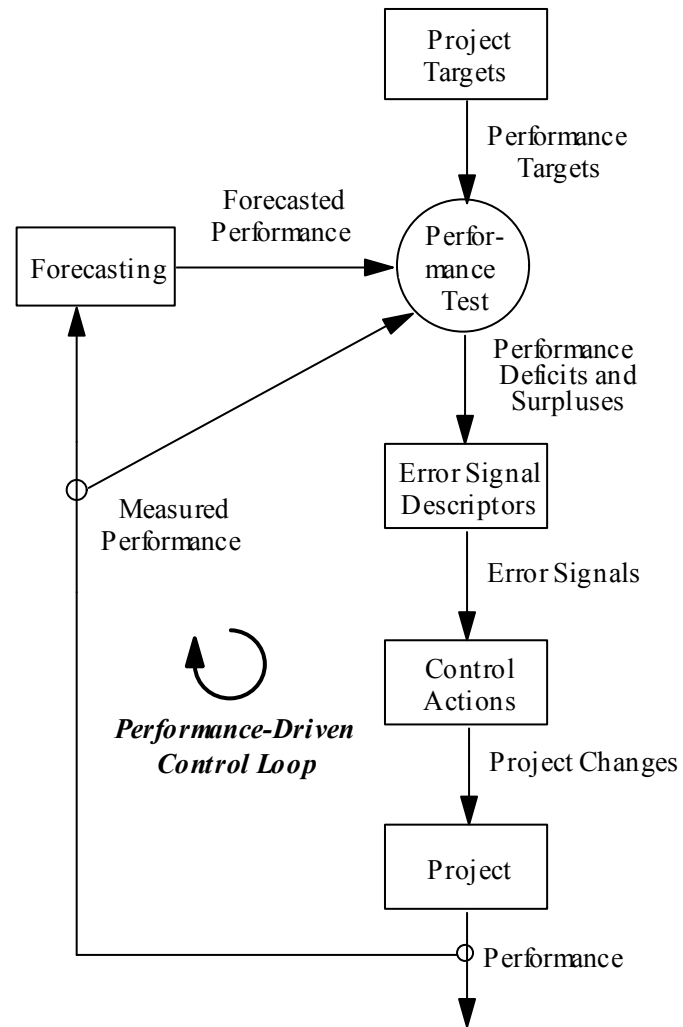 Project
Targets
Performance
Targets
Forecasted
Performance
Forecasting
Perfor-
mance
Test
Performance
Deficits and
Surpluses
Error Signal
Descriptors
Measured
Performance
Error Signals
Control
Actions
Performance-Driven
Control Loop
Project Changes
Project
Performance